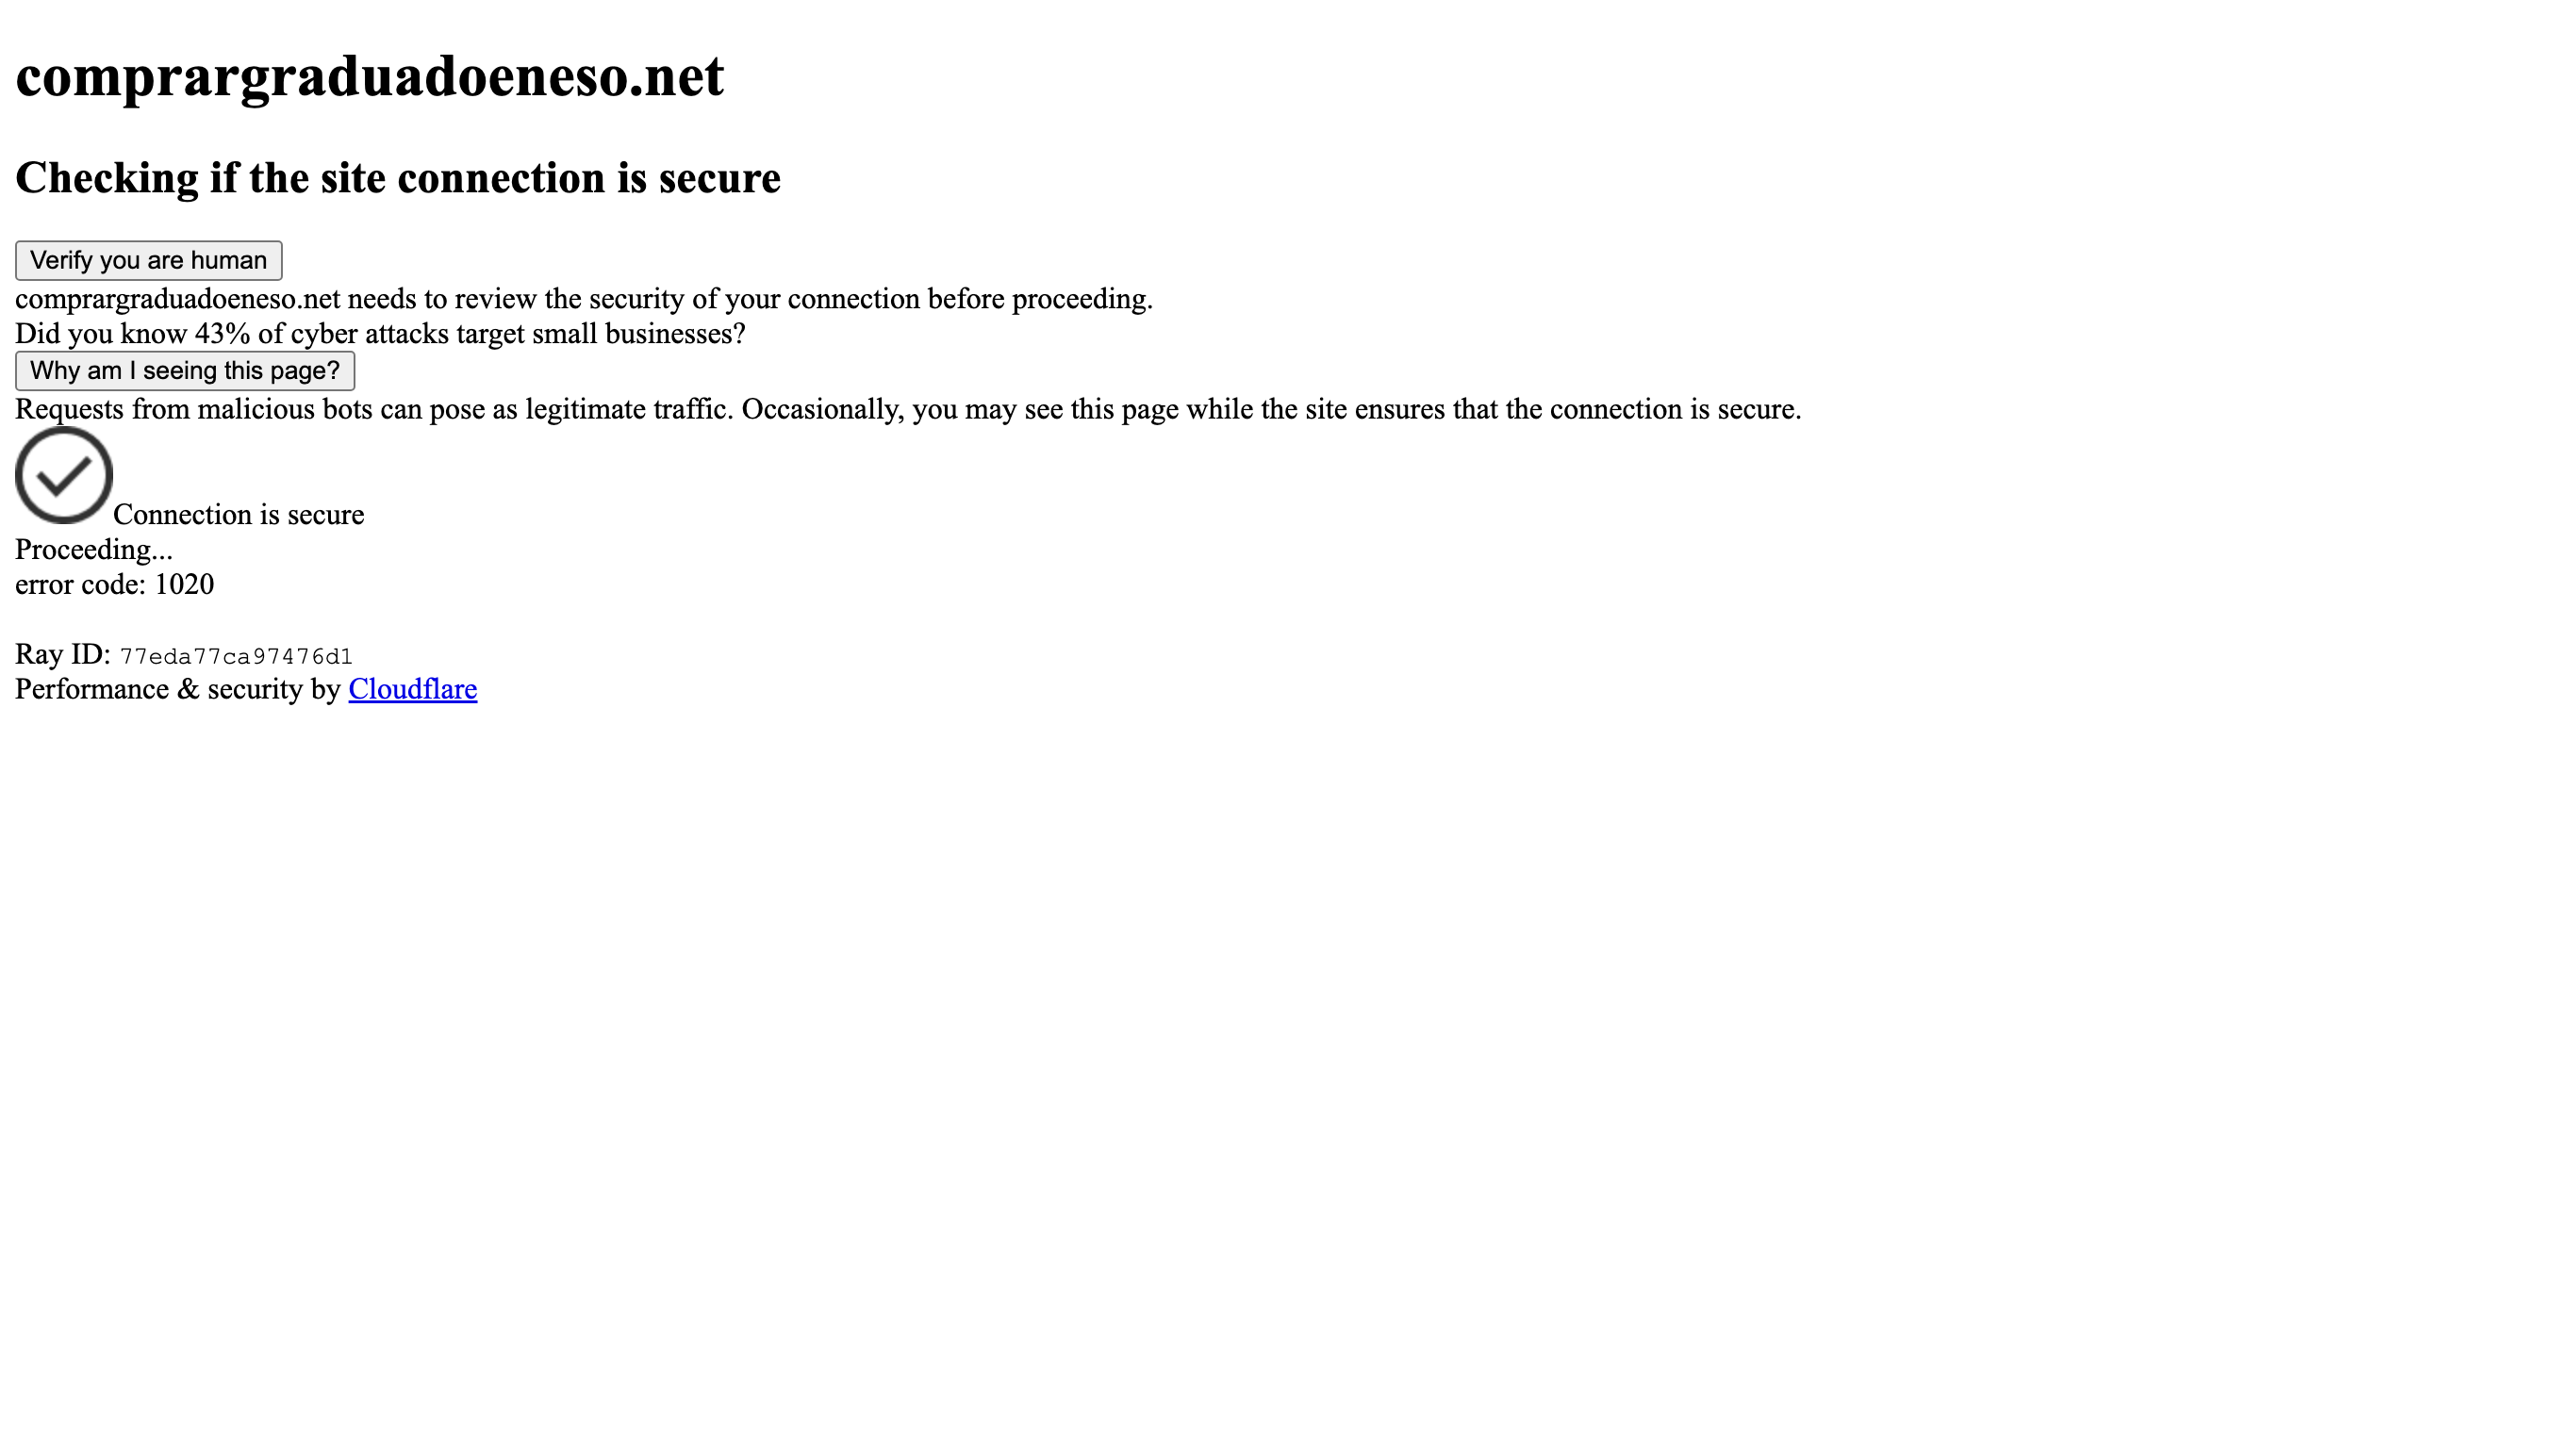 comprargraduadoeneso.net
Checking if the site connection is secure
Verify you are human
comprargraduadoeneso.net needs to review the security of your connection before proceeding.
Did you know 43% of cyber attacks target small businesses?
Why am I seeing this page?
Requests from malicious bots can pose as legitimate traffic. Occasionally, you may see this page while the site ensures that the connection is secure.
Connection is secure
Proceeding...
error code: 1020
Ray ID: 77eda77ca97476d1
Performance & security by Cloudflare